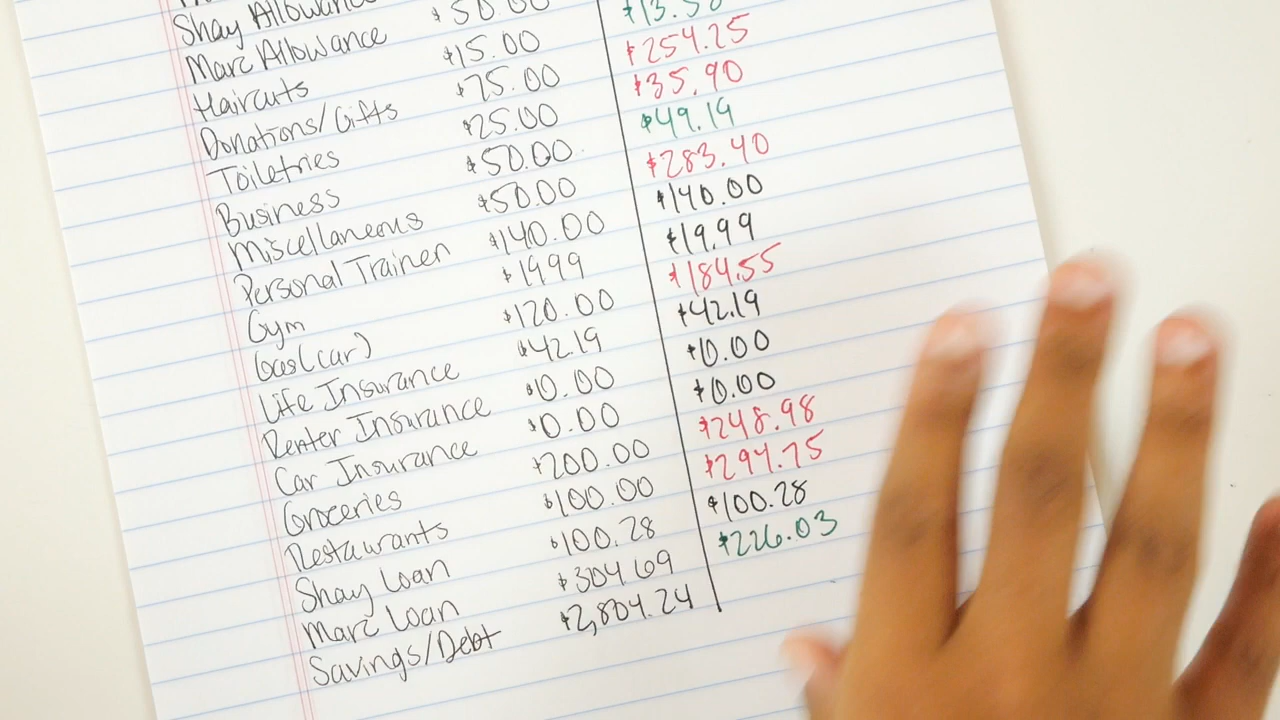 Shay Allowance
Marc Allowance $50.00
Haircuts $15.00
Donations/Gifts $75.00 $254.25
Toiletries $25.00 $35.90
Business $50.00 $49.19
Miscellaneous $50.00 $283.40
Personal Trainer $140.00 $140.00
Gym $19.99 $19.99
Gas(car) $120.00 $184.55
Life Insurance $42.19 $42.19
Renter Insurance $0.00 $0.00
Car Insurance $0.00 $0.00
Groceries $200.00 $248.98
Restaurants $100.00 $294.75
Shay Loan $100.28 $100.28
Marc Loan $304.69 $226.03
Savings/Debt $2,804.24